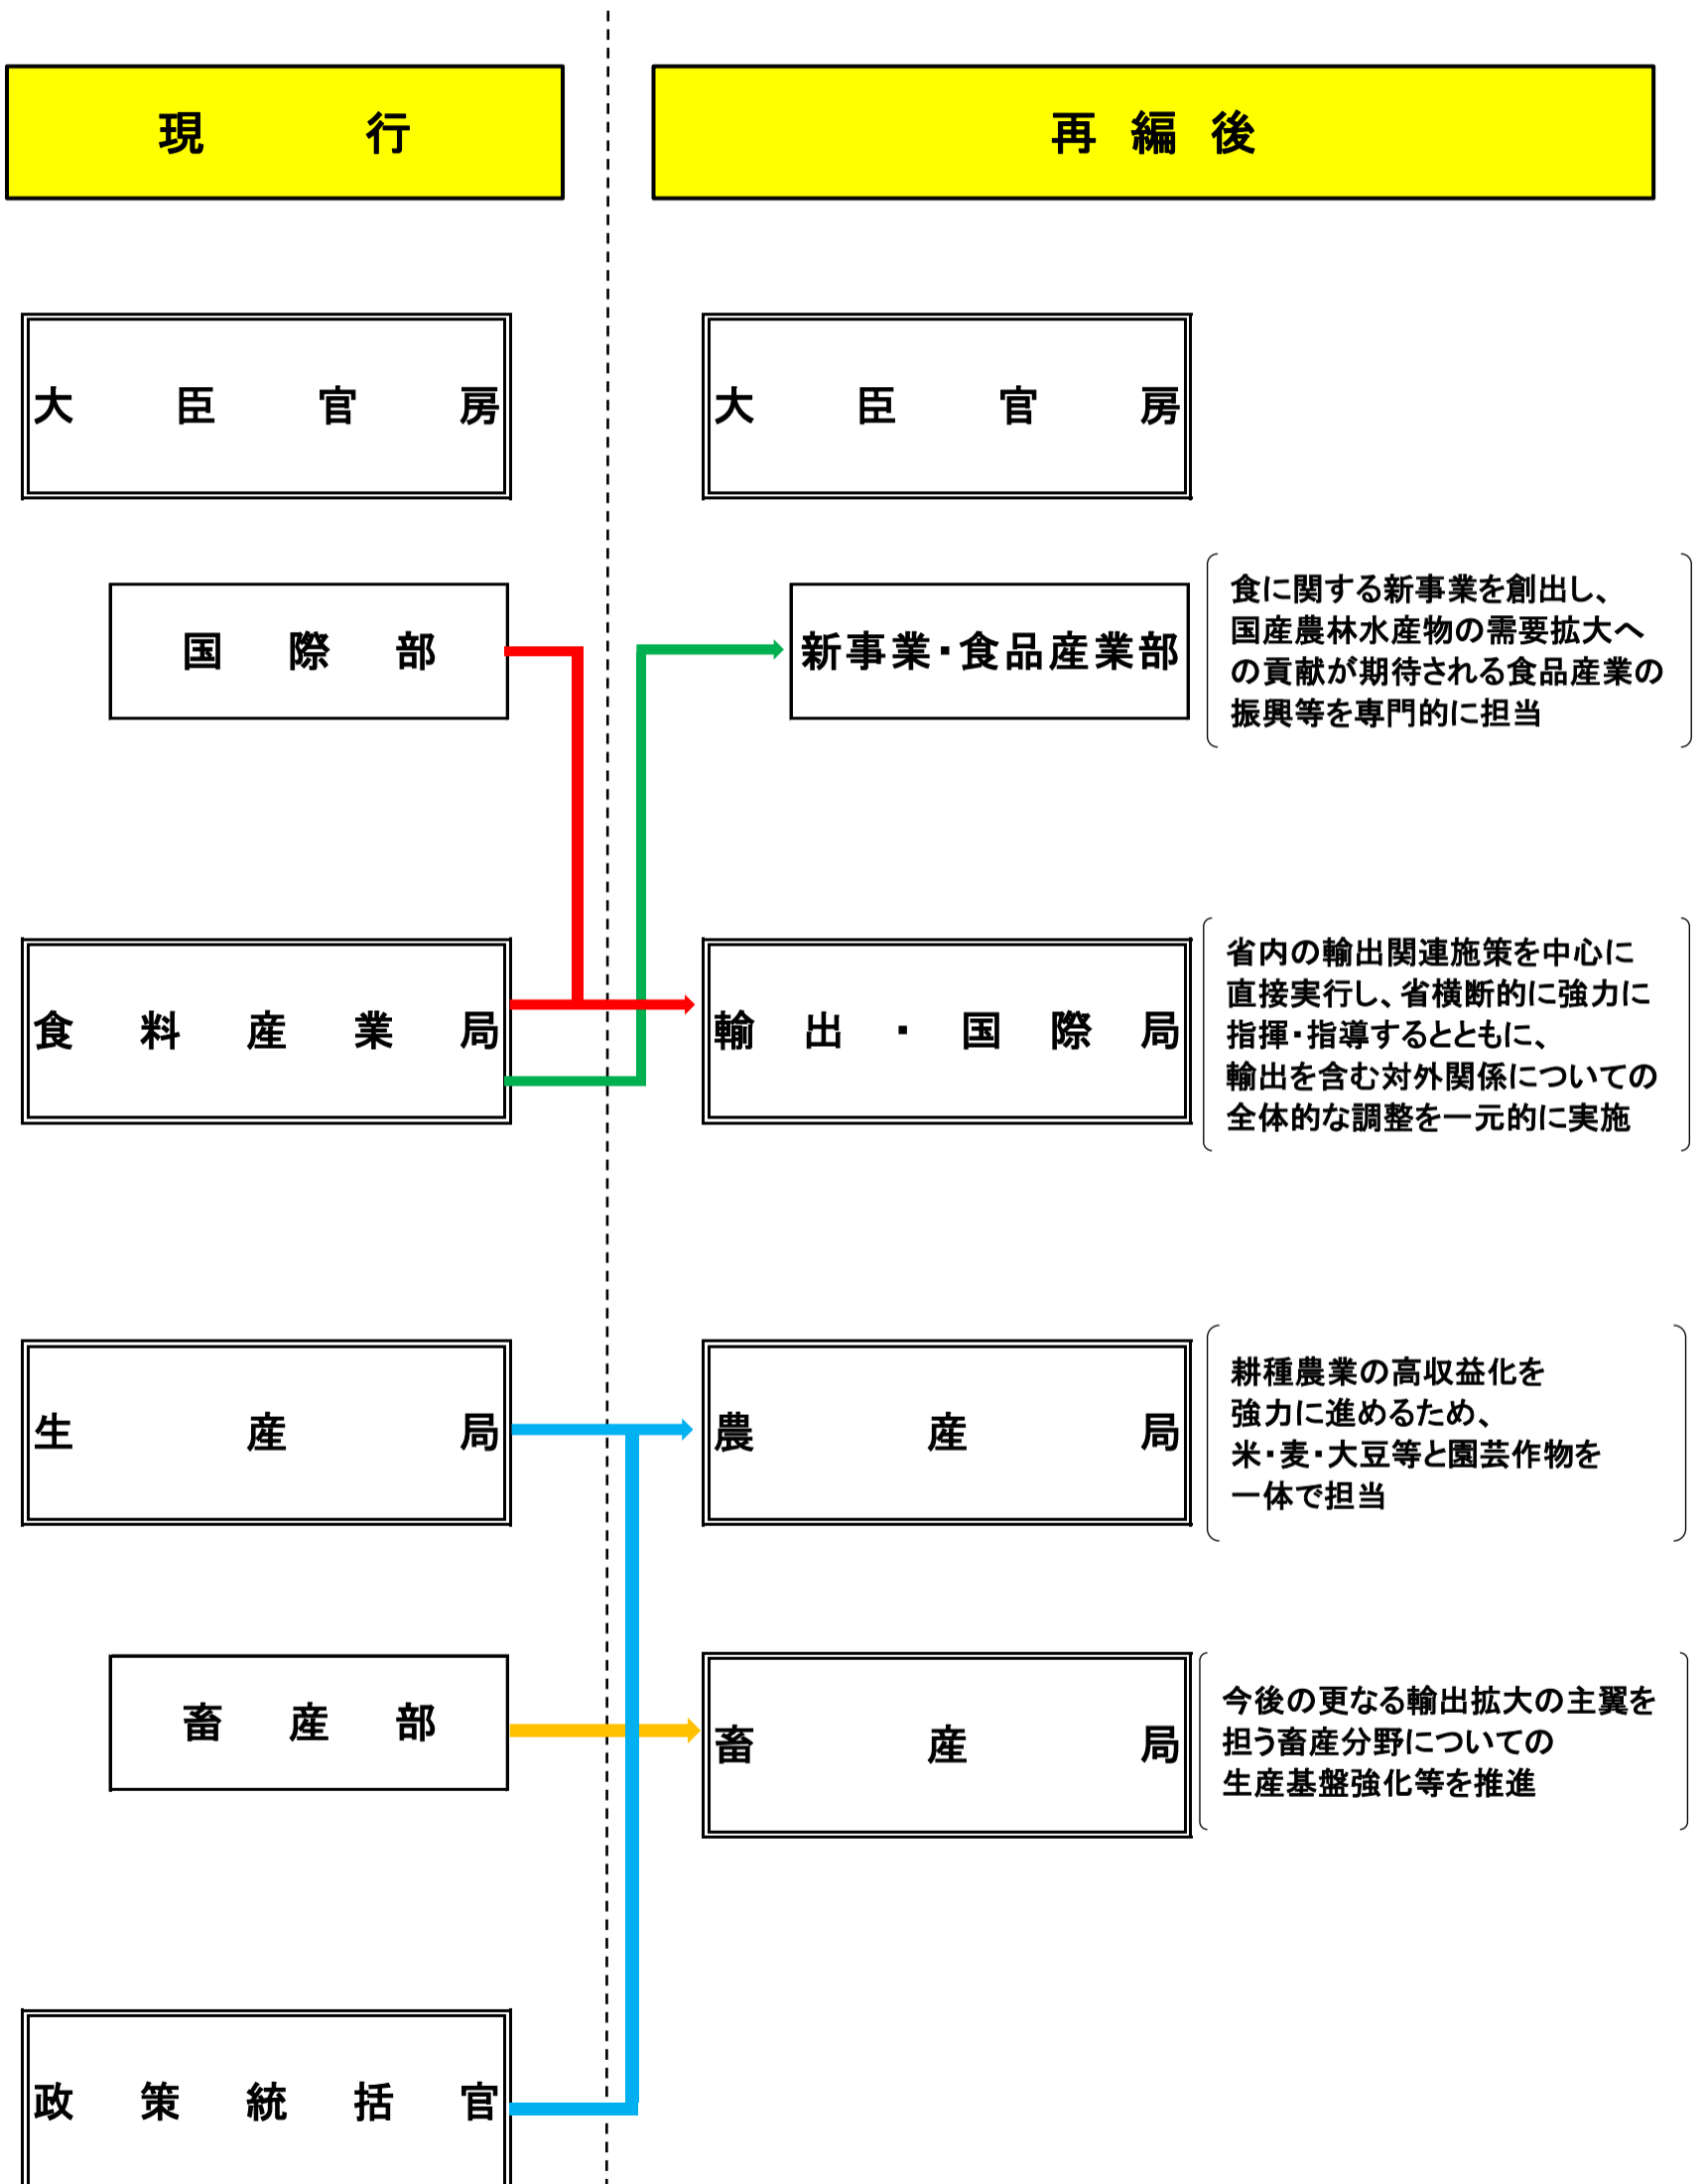 現行
再編後
大臣官房
大臣官房
国際部
新事業・食品産業部
食に関する新事業を創出し、
国産農林水産物の需要拡大へ
の貢献が期待される食品産業の
振興等を専門的に担当
食料産業局
輸出・国際局
省内の輸出関連施策を中心に
直接実行し、省横断的に強力に
指揮・指導するとともに、
輸出を含む対外関係についての
全体的な調整を一元的に実施
生産局
農産局
耕種農業の高収益化を
強力に進めるため、
米・麦・大豆等と園芸作物を
一体で担当
畜産部
畜産局
今後の更なる輸出拡大の主翼を
担う畜産分野についての
生産基盤強化等を推進
政策統括官